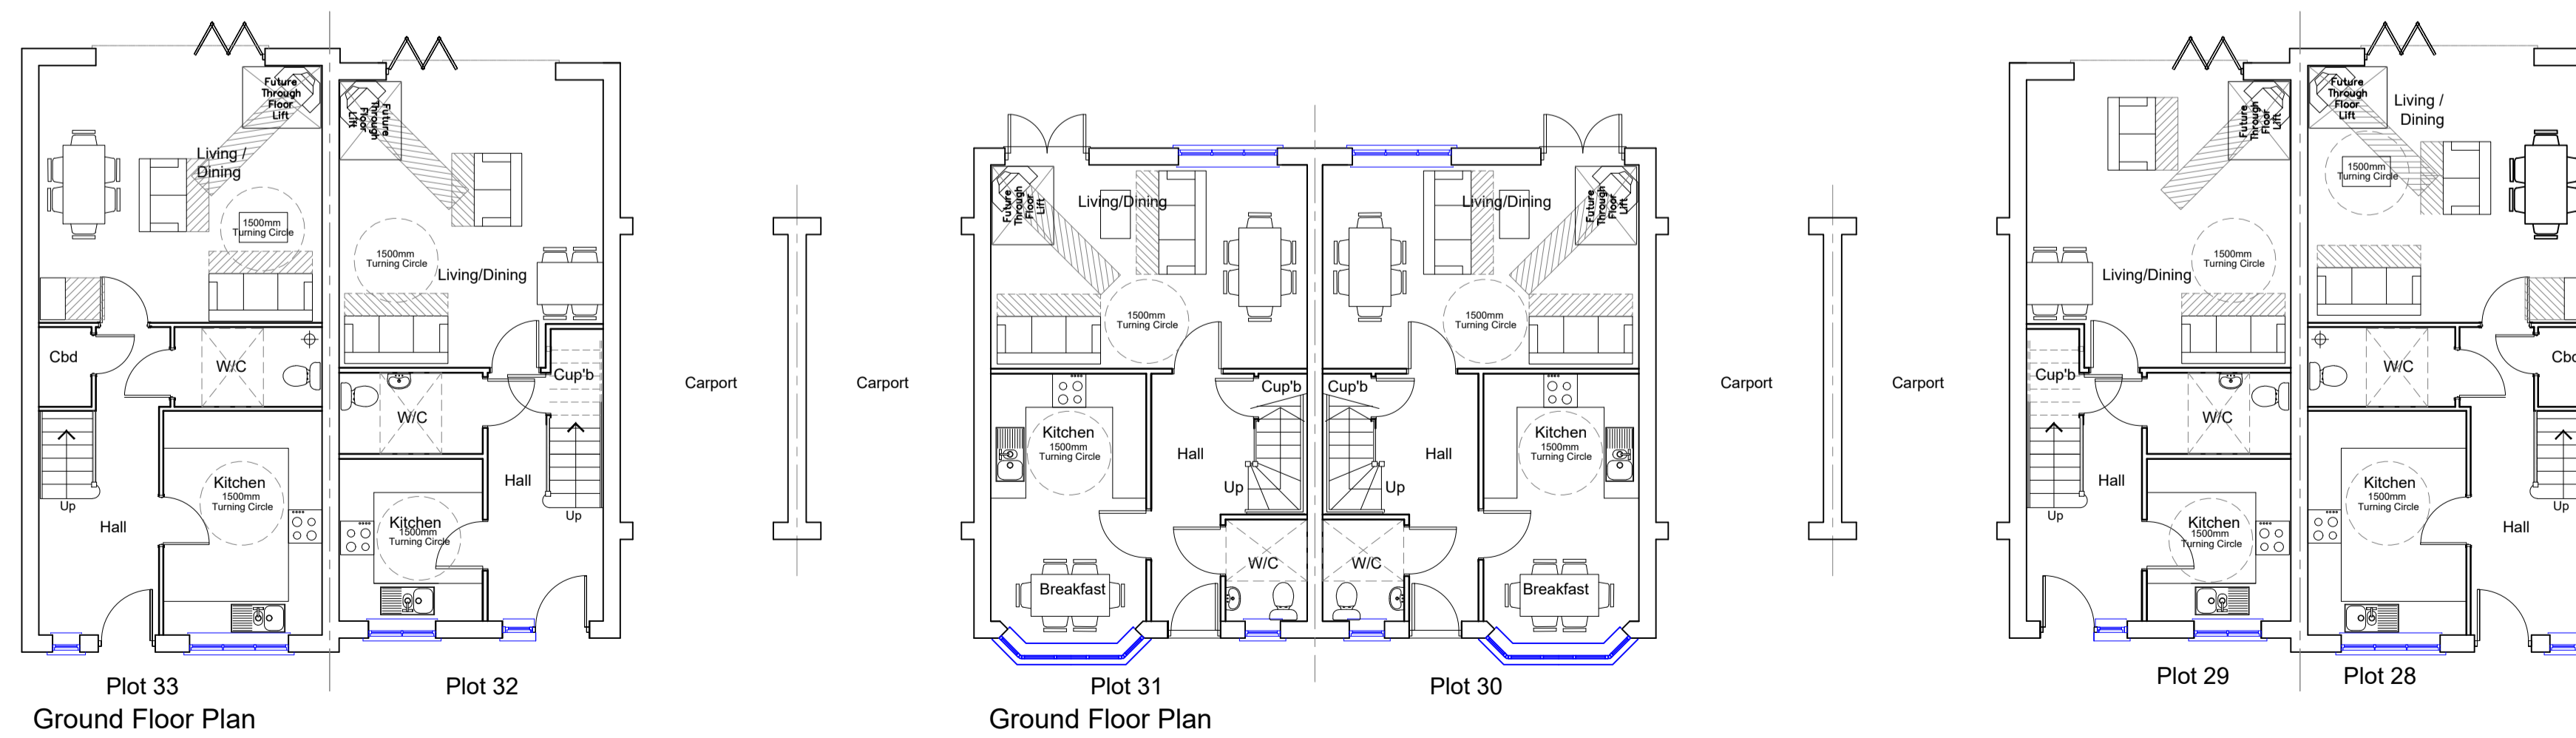 Future
Through
Floor
Lift
Living /
Dining
1500mm
Turning Circle
Cbd
W/C
Up
Hall
Kitchen
1500mm
Turning Circle
Plot 33
Future
Through
Floor
Lift
1500mm
Turning Circle
Living/Dining
Cup'b
W/C
Hall
Up
Kitchen
1500mm
Turning Circle
Plot 32
Ground Floor Plan
Carport
Carport
Future
Through
Floor
Lift
Living/Dining
1500mm
Turning Circle
Cup'b
Kitchen
1500mm
Turning Circle
Hall
Up
W/C
Breakfast
Plot 31
Future
Through
Floor
Lift
Living/Dining
1500mm
Turning Circle
Cup'b
Kitchen
1500mm
Turning Circle
Hall
Up
W/C
Breakfast
Plot 30
Ground Floor Plan
Carport
Carport
Future
Through
Floor
Lift
1500mm
Turning Circle
Living/Dining
Cup'b
W/C
Hall
Up
Kitchen
1500mm
Turning Circle
Plot 29
Future
Through
Floor
Lift
Living /
Dining
1500mm
Turning Circle
W/C
Kitchen
1500mm
Turning Circle
Up
Hall
Plot 28